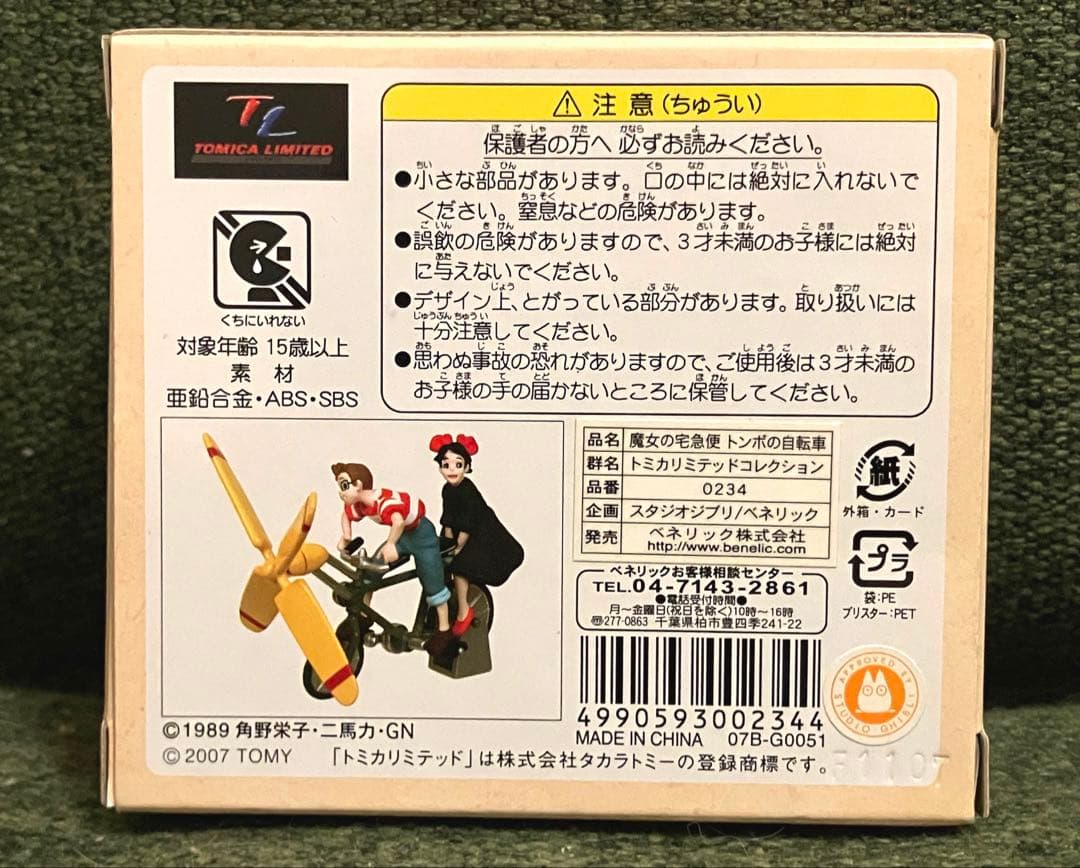 TL
TOMICA LIMITED
くちにいれない
対象年齢 15歳以上
素 材
亜鉛合金・ABS・SBS
⚠ 注 意 (ちゅうい)
保護者の方へ 必ずお読みください。
●小さな部品があります。口の中には絶対に入れないで
ください。窒息などの危険があります。
●誤飲の危険がありますので、3才未満のお子様には絶対
に与えないでください。
●デザイン上、とがっている部分があります。取り扱いには
十分注意してください。
●思わぬ事故の恐れがありますので、ご使用後は3才未満の
お子様の手の届かないところに保管してください。
品名 魔女の宅急便 トンボの自転車
群名 トミカリミテッドコレクション
品番 0234
企画 スタジオジブリ/ベネリック
発売 ベネリック株式会社
http://www.benelic.com
ベネリックお客様相談センター
TEL.04-7143-2861
●電話受付時間●
月~金曜日(祝日を除く)10時~16時
〠277-0863 千葉県柏市豊四季241-22
4990593002344
MADE IN CHINA 07B-G0051
紙
外箱・カード
プラ
袋:PE
ブリスター:PET
APPROVED BY
STUDIO GHIBLI
©1989 角野栄子・二馬力・GN
©2007 TOMY 「トミカリミテッド」は株式会社タカラトミーの登録商標です。